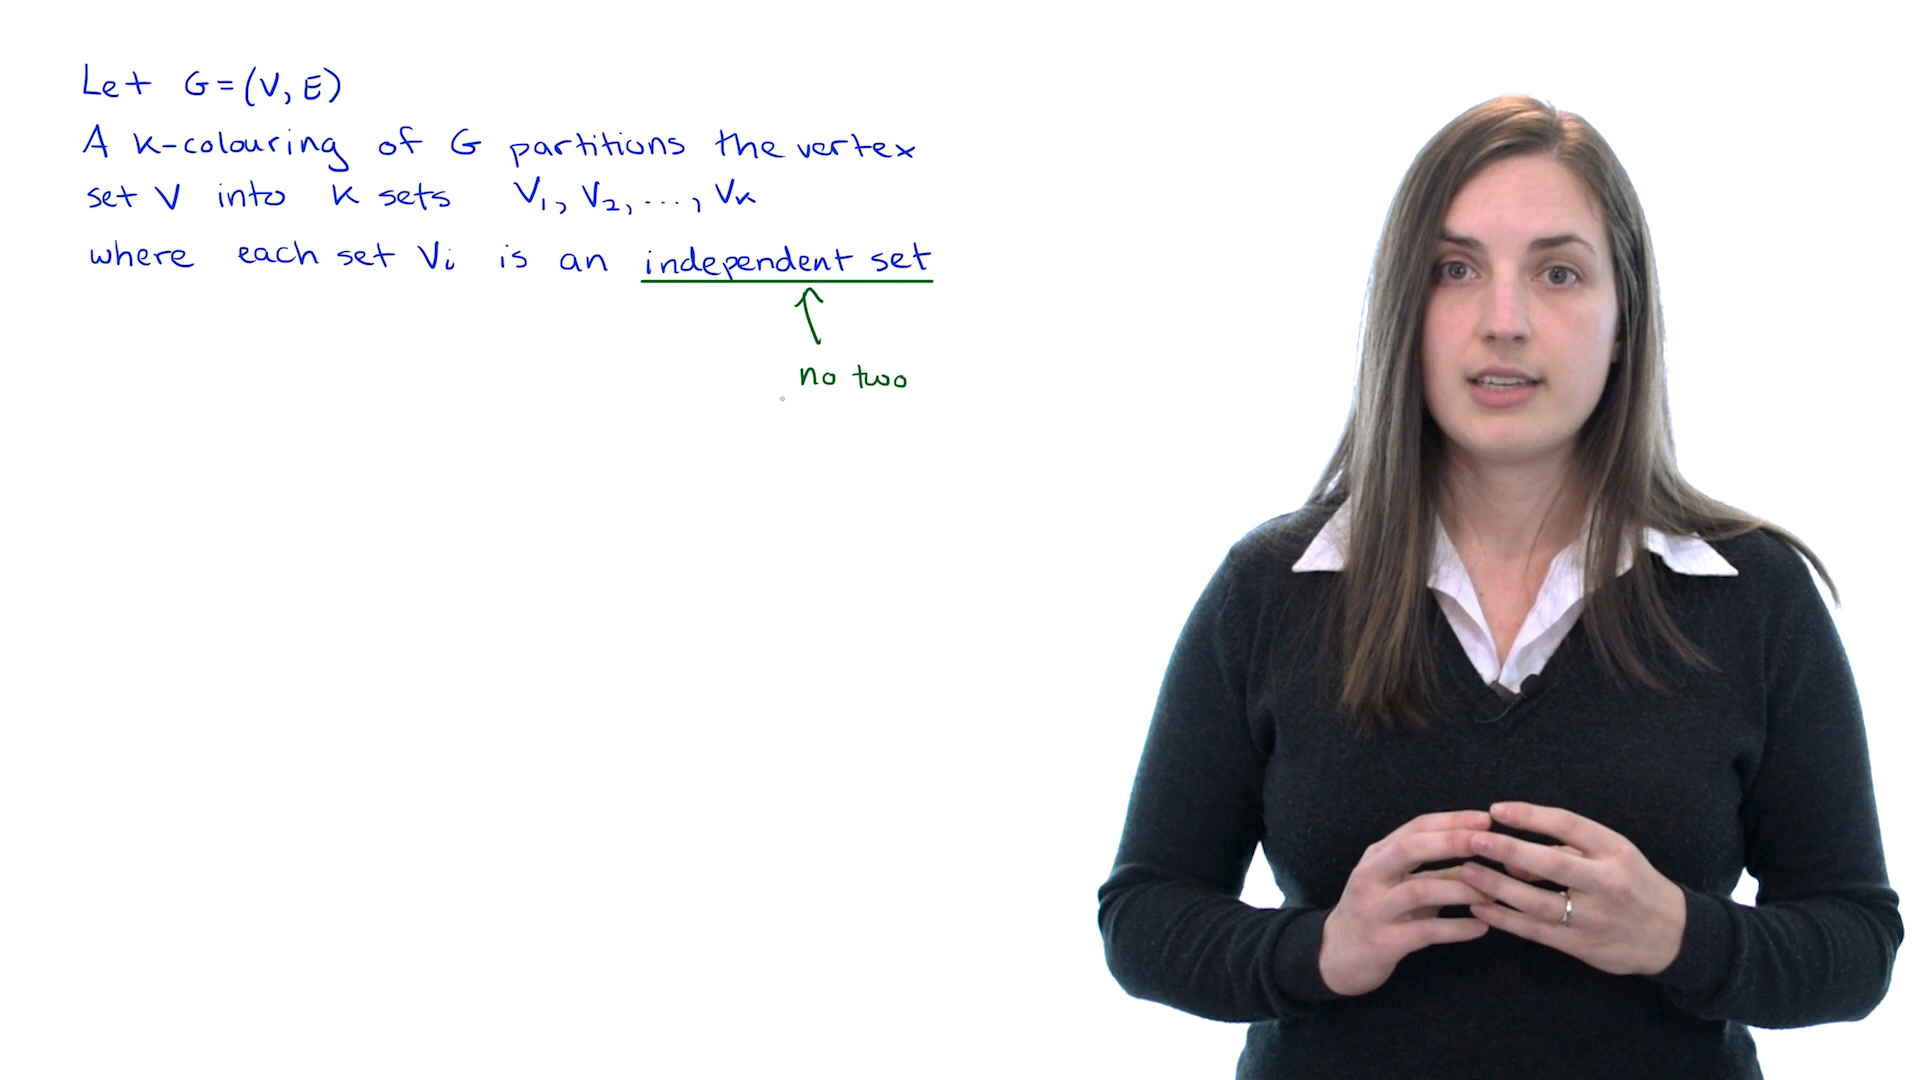 Let G=(V, E)
A k-colouring of G partitions the vertex
set V into k sets V₁, V₂, ..., Vₖ
where each set Vᵢ is an independent set
no two